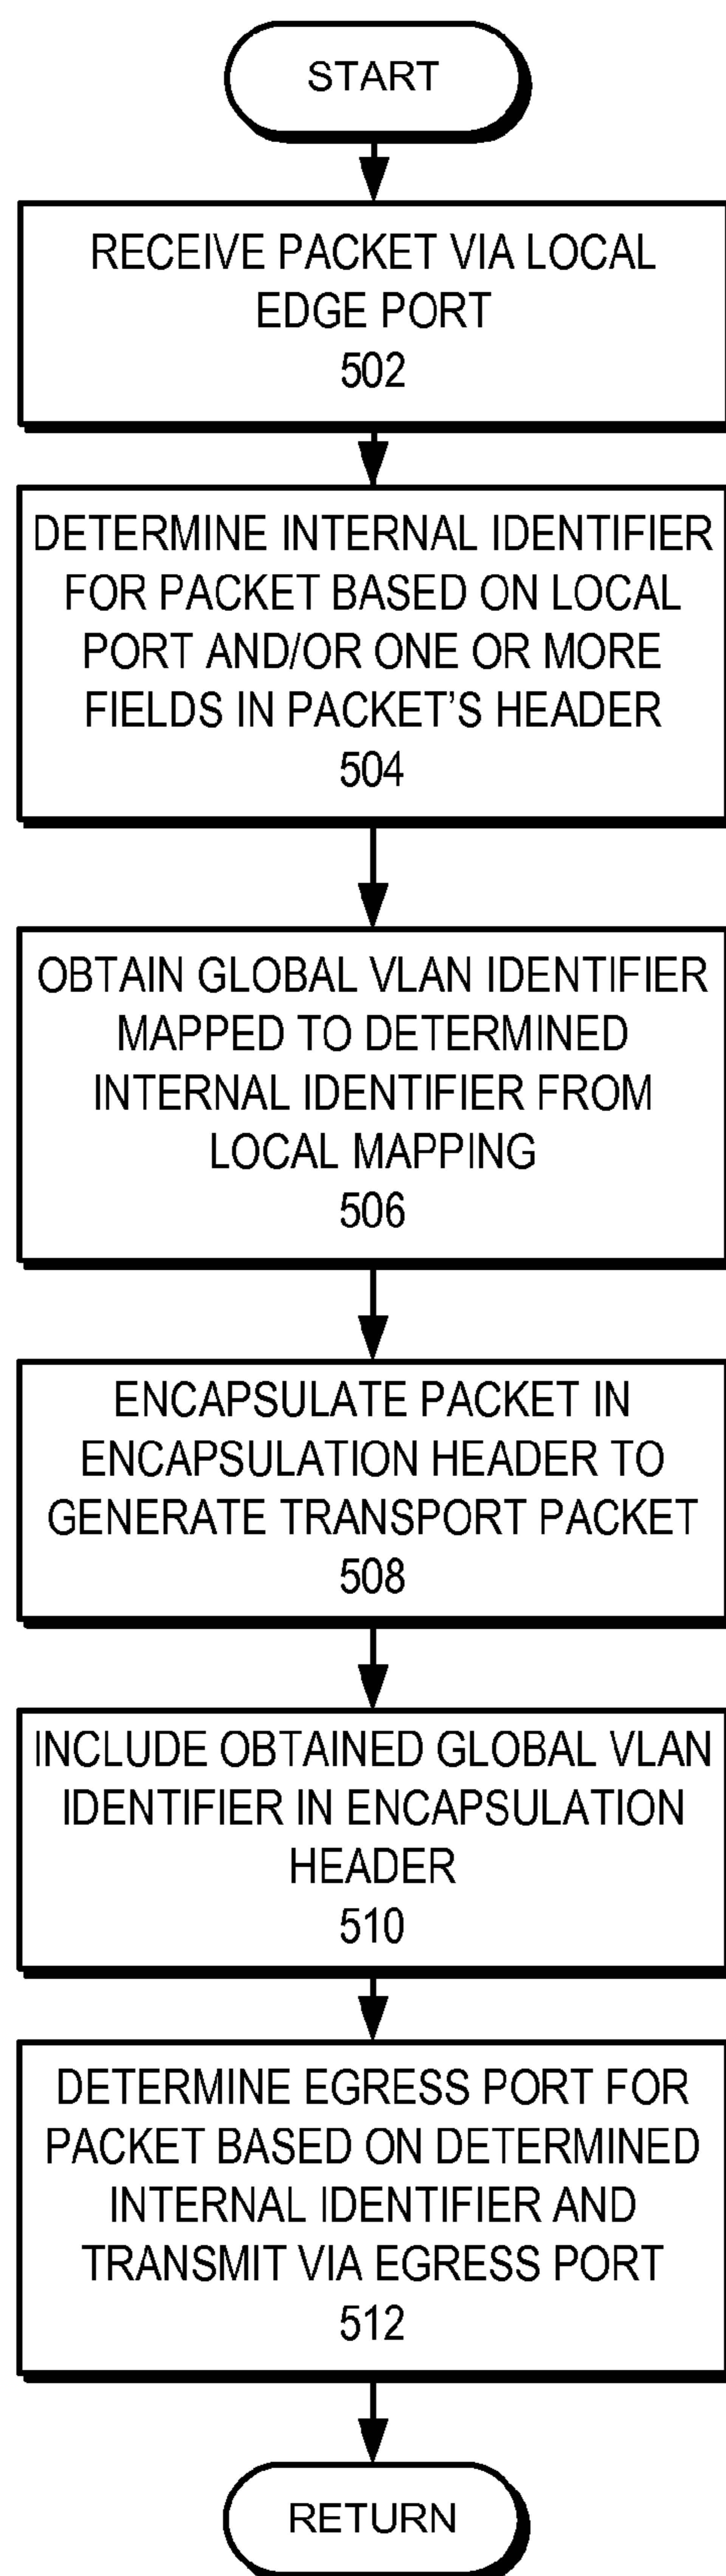 START
RECEIVE PACKET VIA LOCAL
EDGE PORT
502
DETERMINE INTERNAL IDENTIFIER
FOR PACKET BASED ON LOCAL
PORT AND/OR ONE OR MORE
FIELDS IN PACKET'S HEADER
504
OBTAIN GLOBAL VLAN IDENTIFIER
MAPPED TO DETERMINED
INTERNAL IDENTIFIER FROM
LOCAL MAPPING
506
ENCAPSULATE PACKET IN
ENCAPSULATION HEADER TO
GENERATE TRANSPORT PACKET
508
INCLUDE OBTAINED GLOBAL VLAN
IDENTIFIER IN ENCAPSULATION
HEADER
510
DETERMINE EGRESS PORT FOR
PACKET BASED ON DETERMINED
INTERNAL IDENTIFIER AND
TRANSMIT VIA EGRESS PORT
512
RETURN